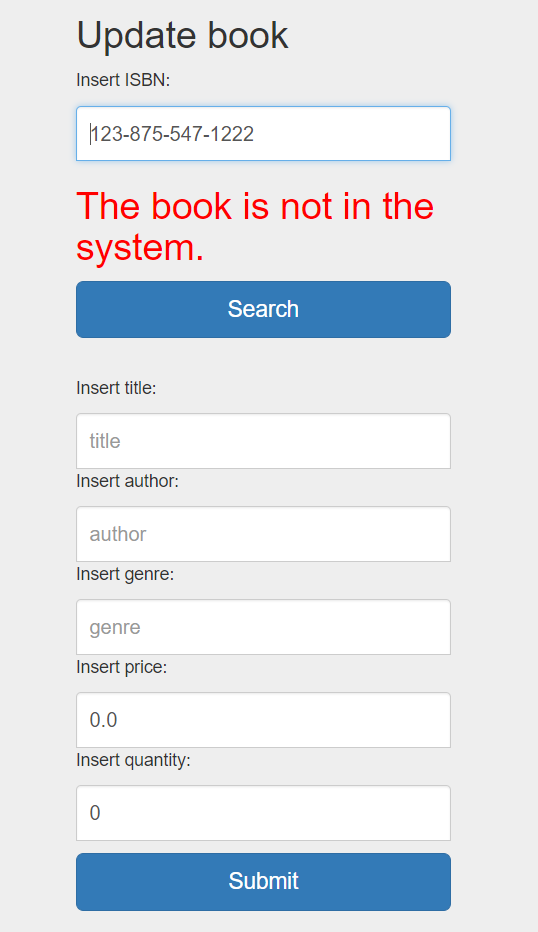 Update book
Insert ISBN:
123-875-547-1222
The book is not in the
system.
Search
Insert title:
title
Insert author:
author
Insert genre:
genre
Insert price:
0.0
Insert quantity:
0
Submit